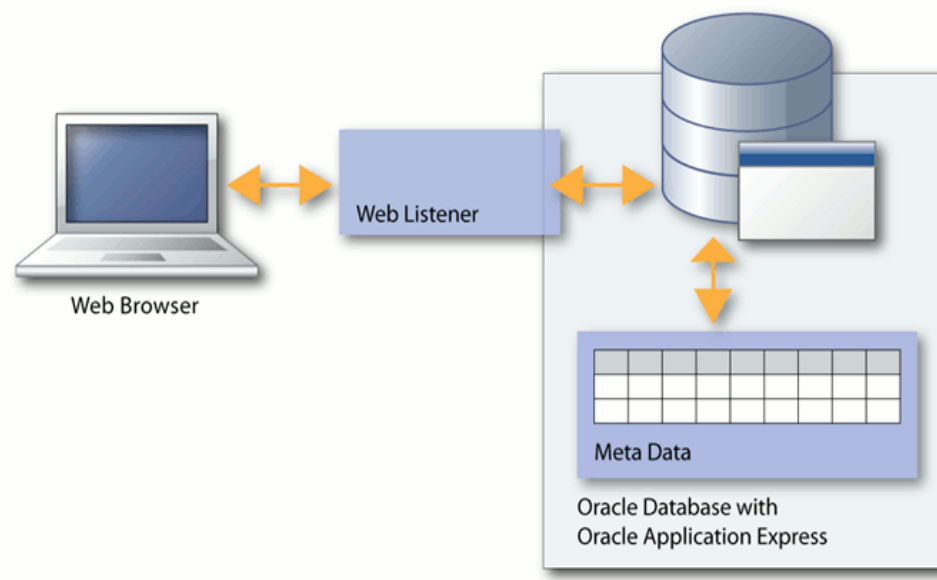 Web Listener
Web Browser
Meta Data
Oracle Database with
Oracle Application Express